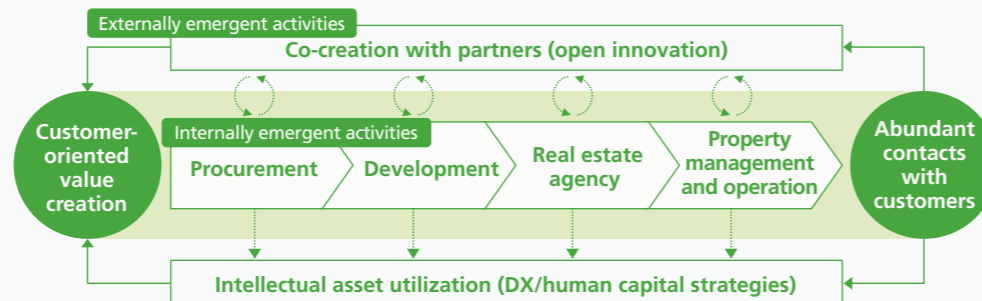 Externally emergent activities
Co-creation with partners (open innovation)
Customer-
oriented
value
creation
Internally emergent activities
Procurement
Development
Real estate
agency
Property
management
and operation
Abundant
contacts
with
customers
Intellectual asset utilization (DX/human capital strategies)